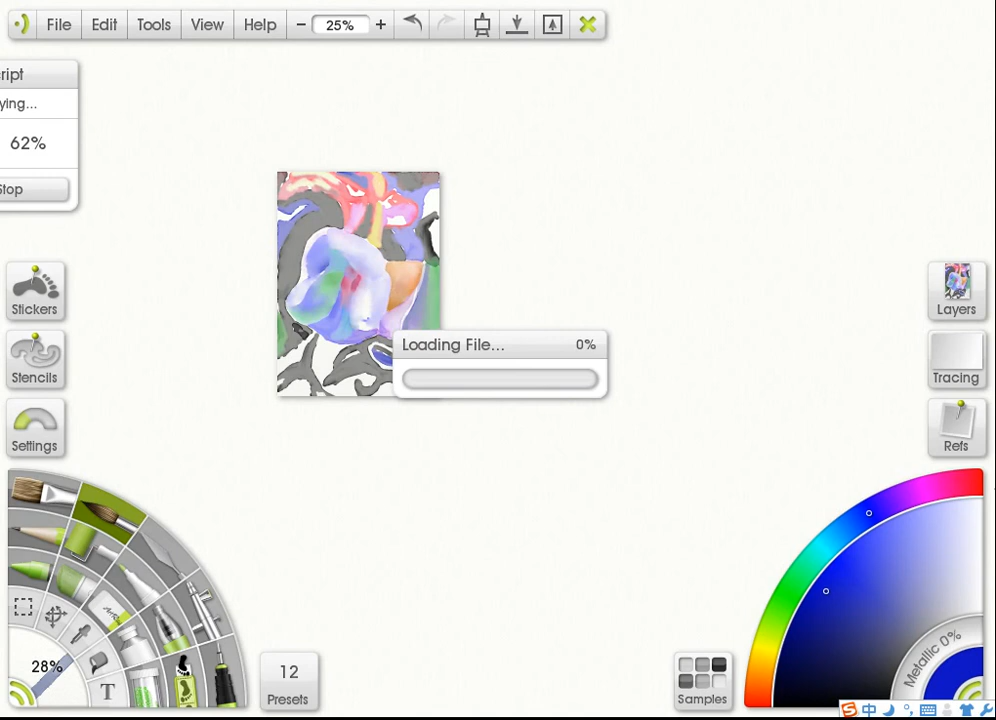 File Edit Tools View Help − 25% +
ript
ying...
62%
Stop
Loading File... 0%
Stickers
Stencils
Settings
Layers
Tracing
Refs
28%
T
12
Presets
Samples
Metallic 0%
中